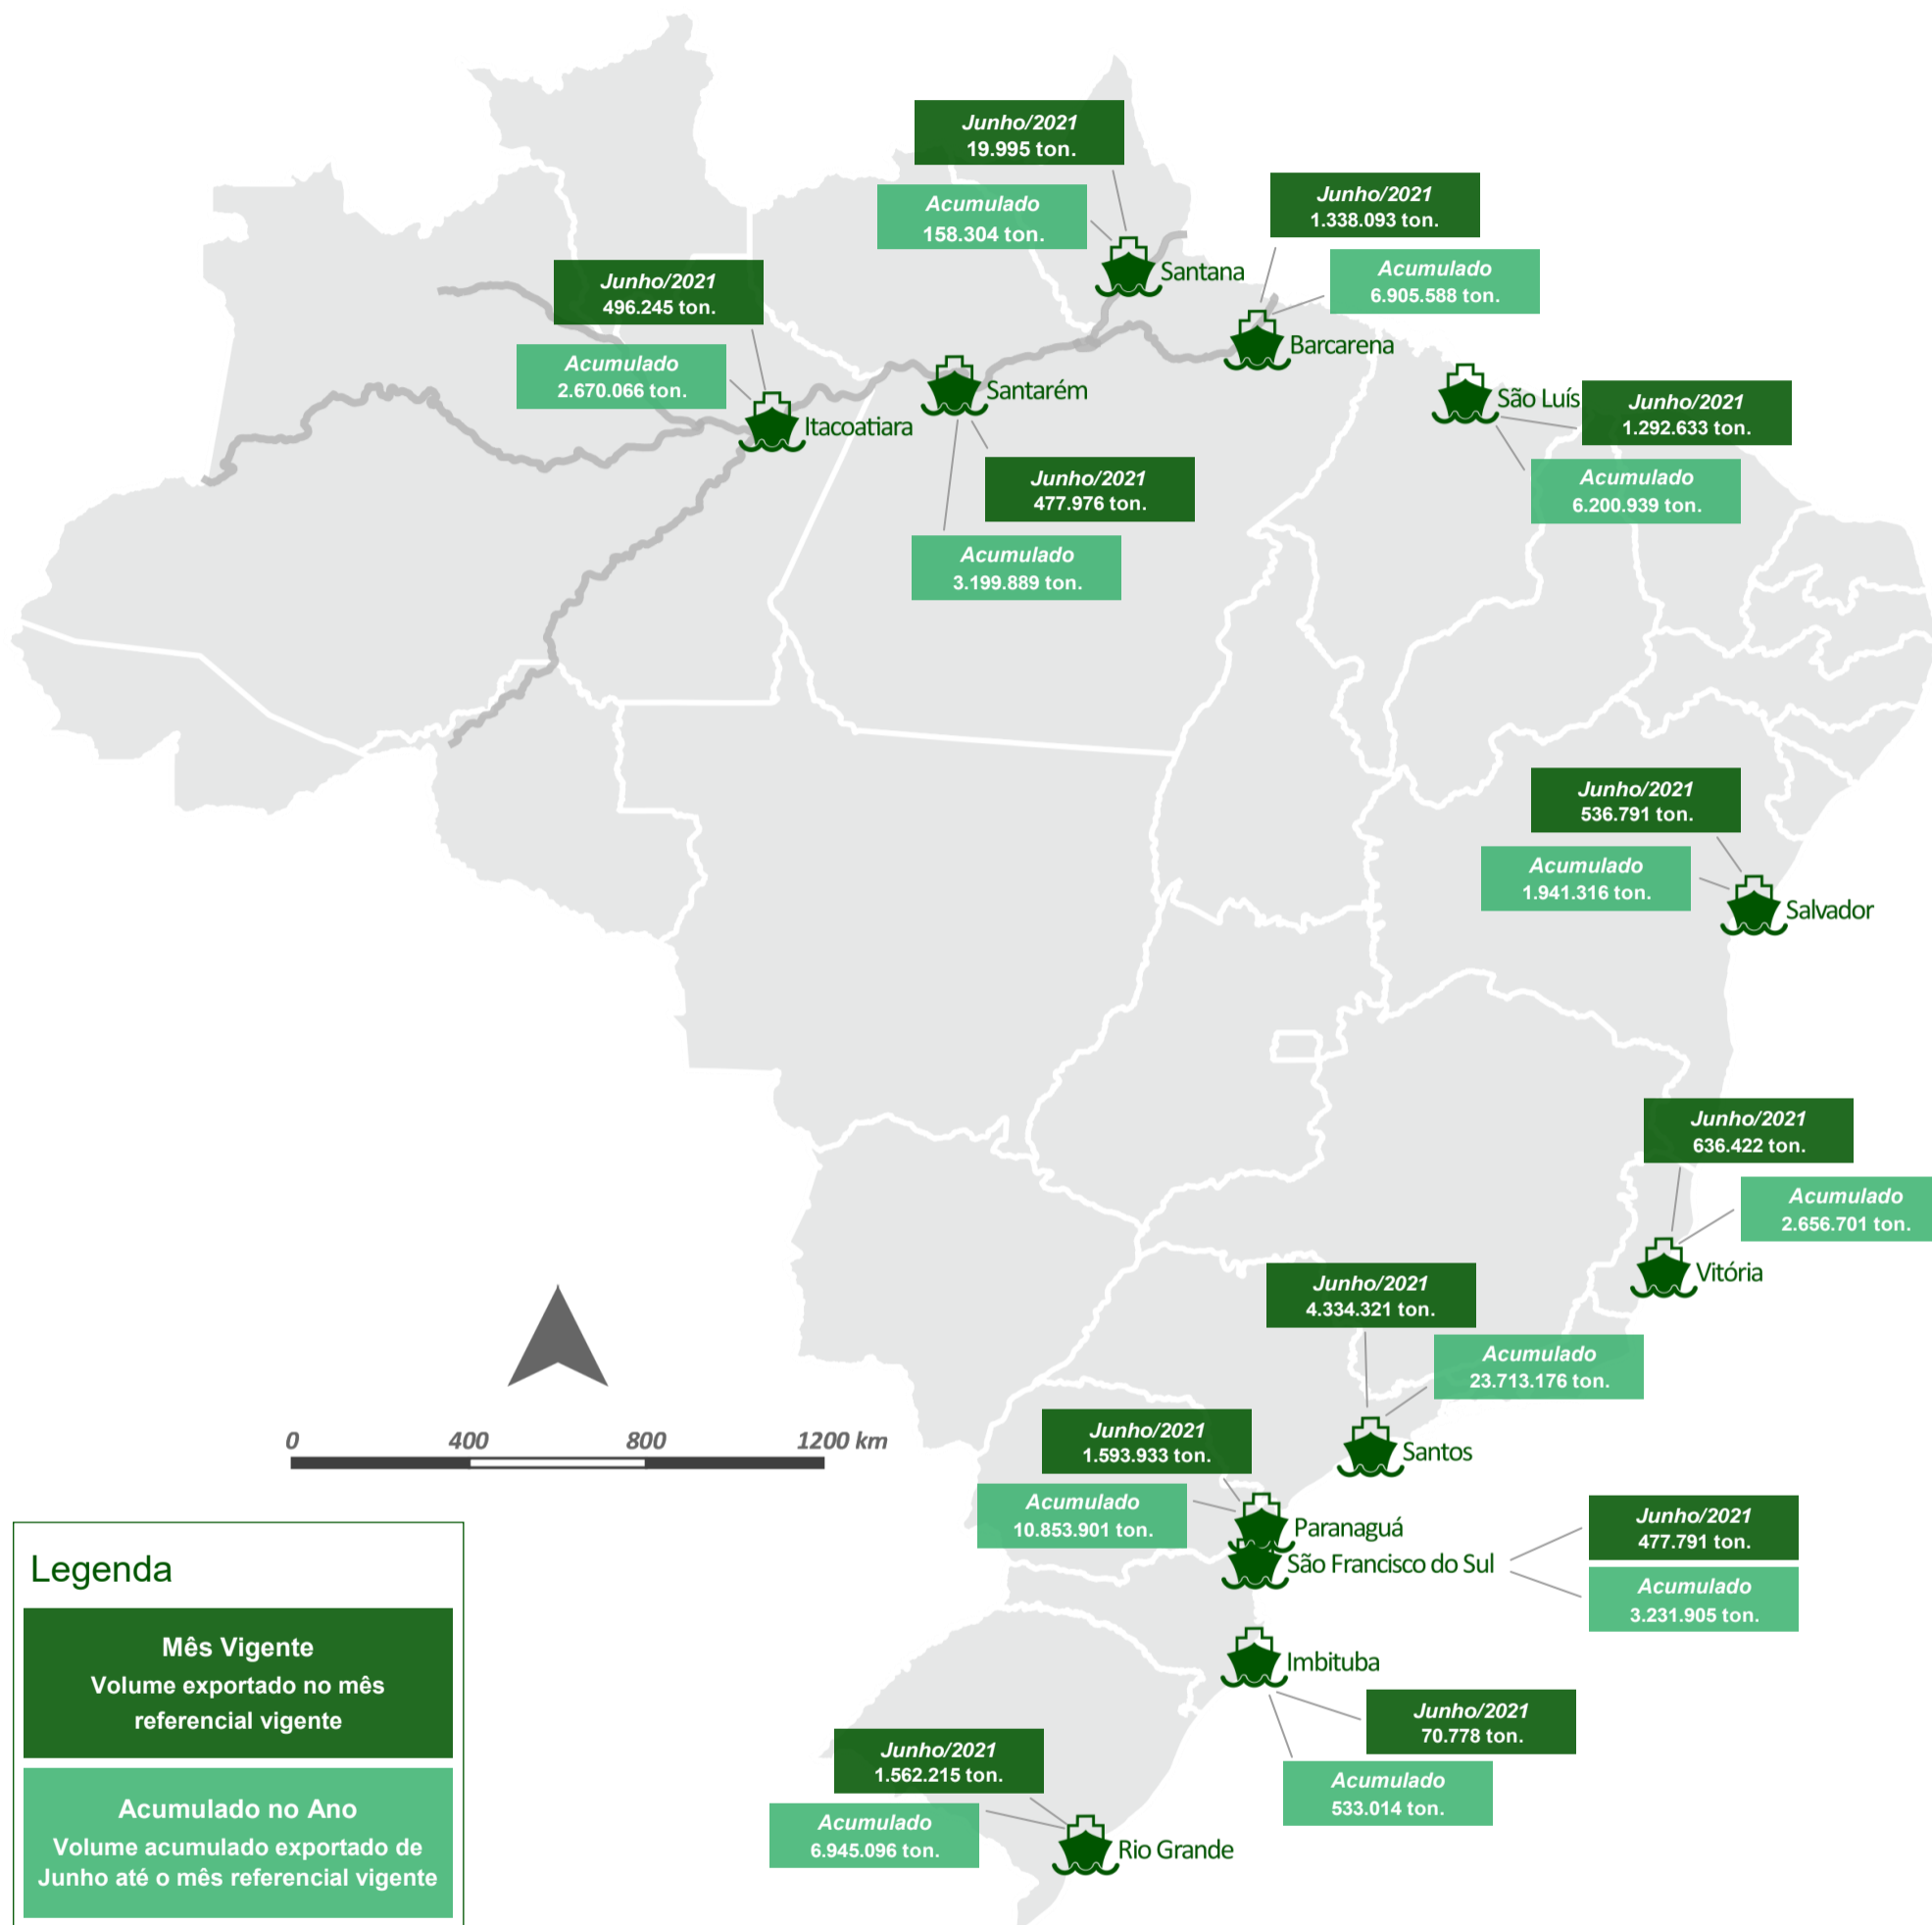 Junho/2021
19.995 ton.
Acumulado
158.304 ton.
Santana
Junho/2021
1.338.093 ton.
Acumulado
6.905.588 ton.
Barcarena
Junho/2021
496.245 ton.
Acumulado
2.670.066 ton.
Itacoatiara
Santarém
Junho/2021
477.976 ton.
Acumulado
3.199.889 ton.
São Luís
Junho/2021
1.292.633 ton.
Acumulado
6.200.939 ton.
Junho/2021
536.791 ton.
Acumulado
1.941.316 ton.
Salvador
Junho/2021
636.422 ton.
Acumulado
2.656.701 ton.
Vitória
Junho/2021
4.334.321 ton.
Acumulado
23.713.176 ton.
Santos
Junho/2021
1.593.933 ton.
Acumulado
10.853.901 ton.
Paranaguá
São Francisco do Sul
Junho/2021
477.791 ton.
Acumulado
3.231.905 ton.
Imbituba
Junho/2021
70.778 ton.
Acumulado
533.014 ton.
Junho/2021
1.562.215 ton.
Acumulado
6.945.096 ton.
Rio Grande
0 400 800 1200 km
Legenda
Mês Vigente
Volume exportado no mês
referencial vigente
Acumulado no Ano
Volume acumulado exportado de
Junho até o mês referencial vigente